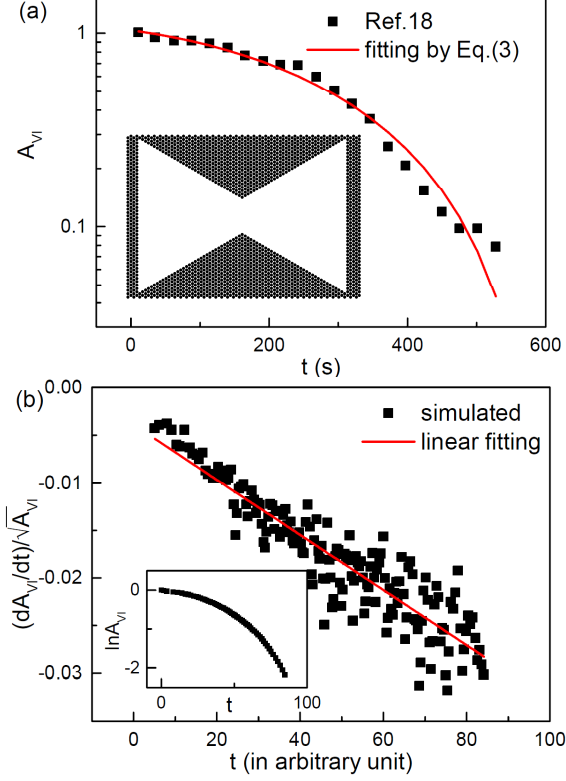 (a)
Ref.18
fitting by Eq.(3)
1
0.1
A_VI
0 200 400 600
t (s)
(b)
0.00
-0.01
-0.02
-0.03
simulated
linear fitting
(dA_VI/dt)/√A_VI
0
-2
lnA_VI
0 100
t
0 20 40 60 80 100
t (in arbitrary unit)